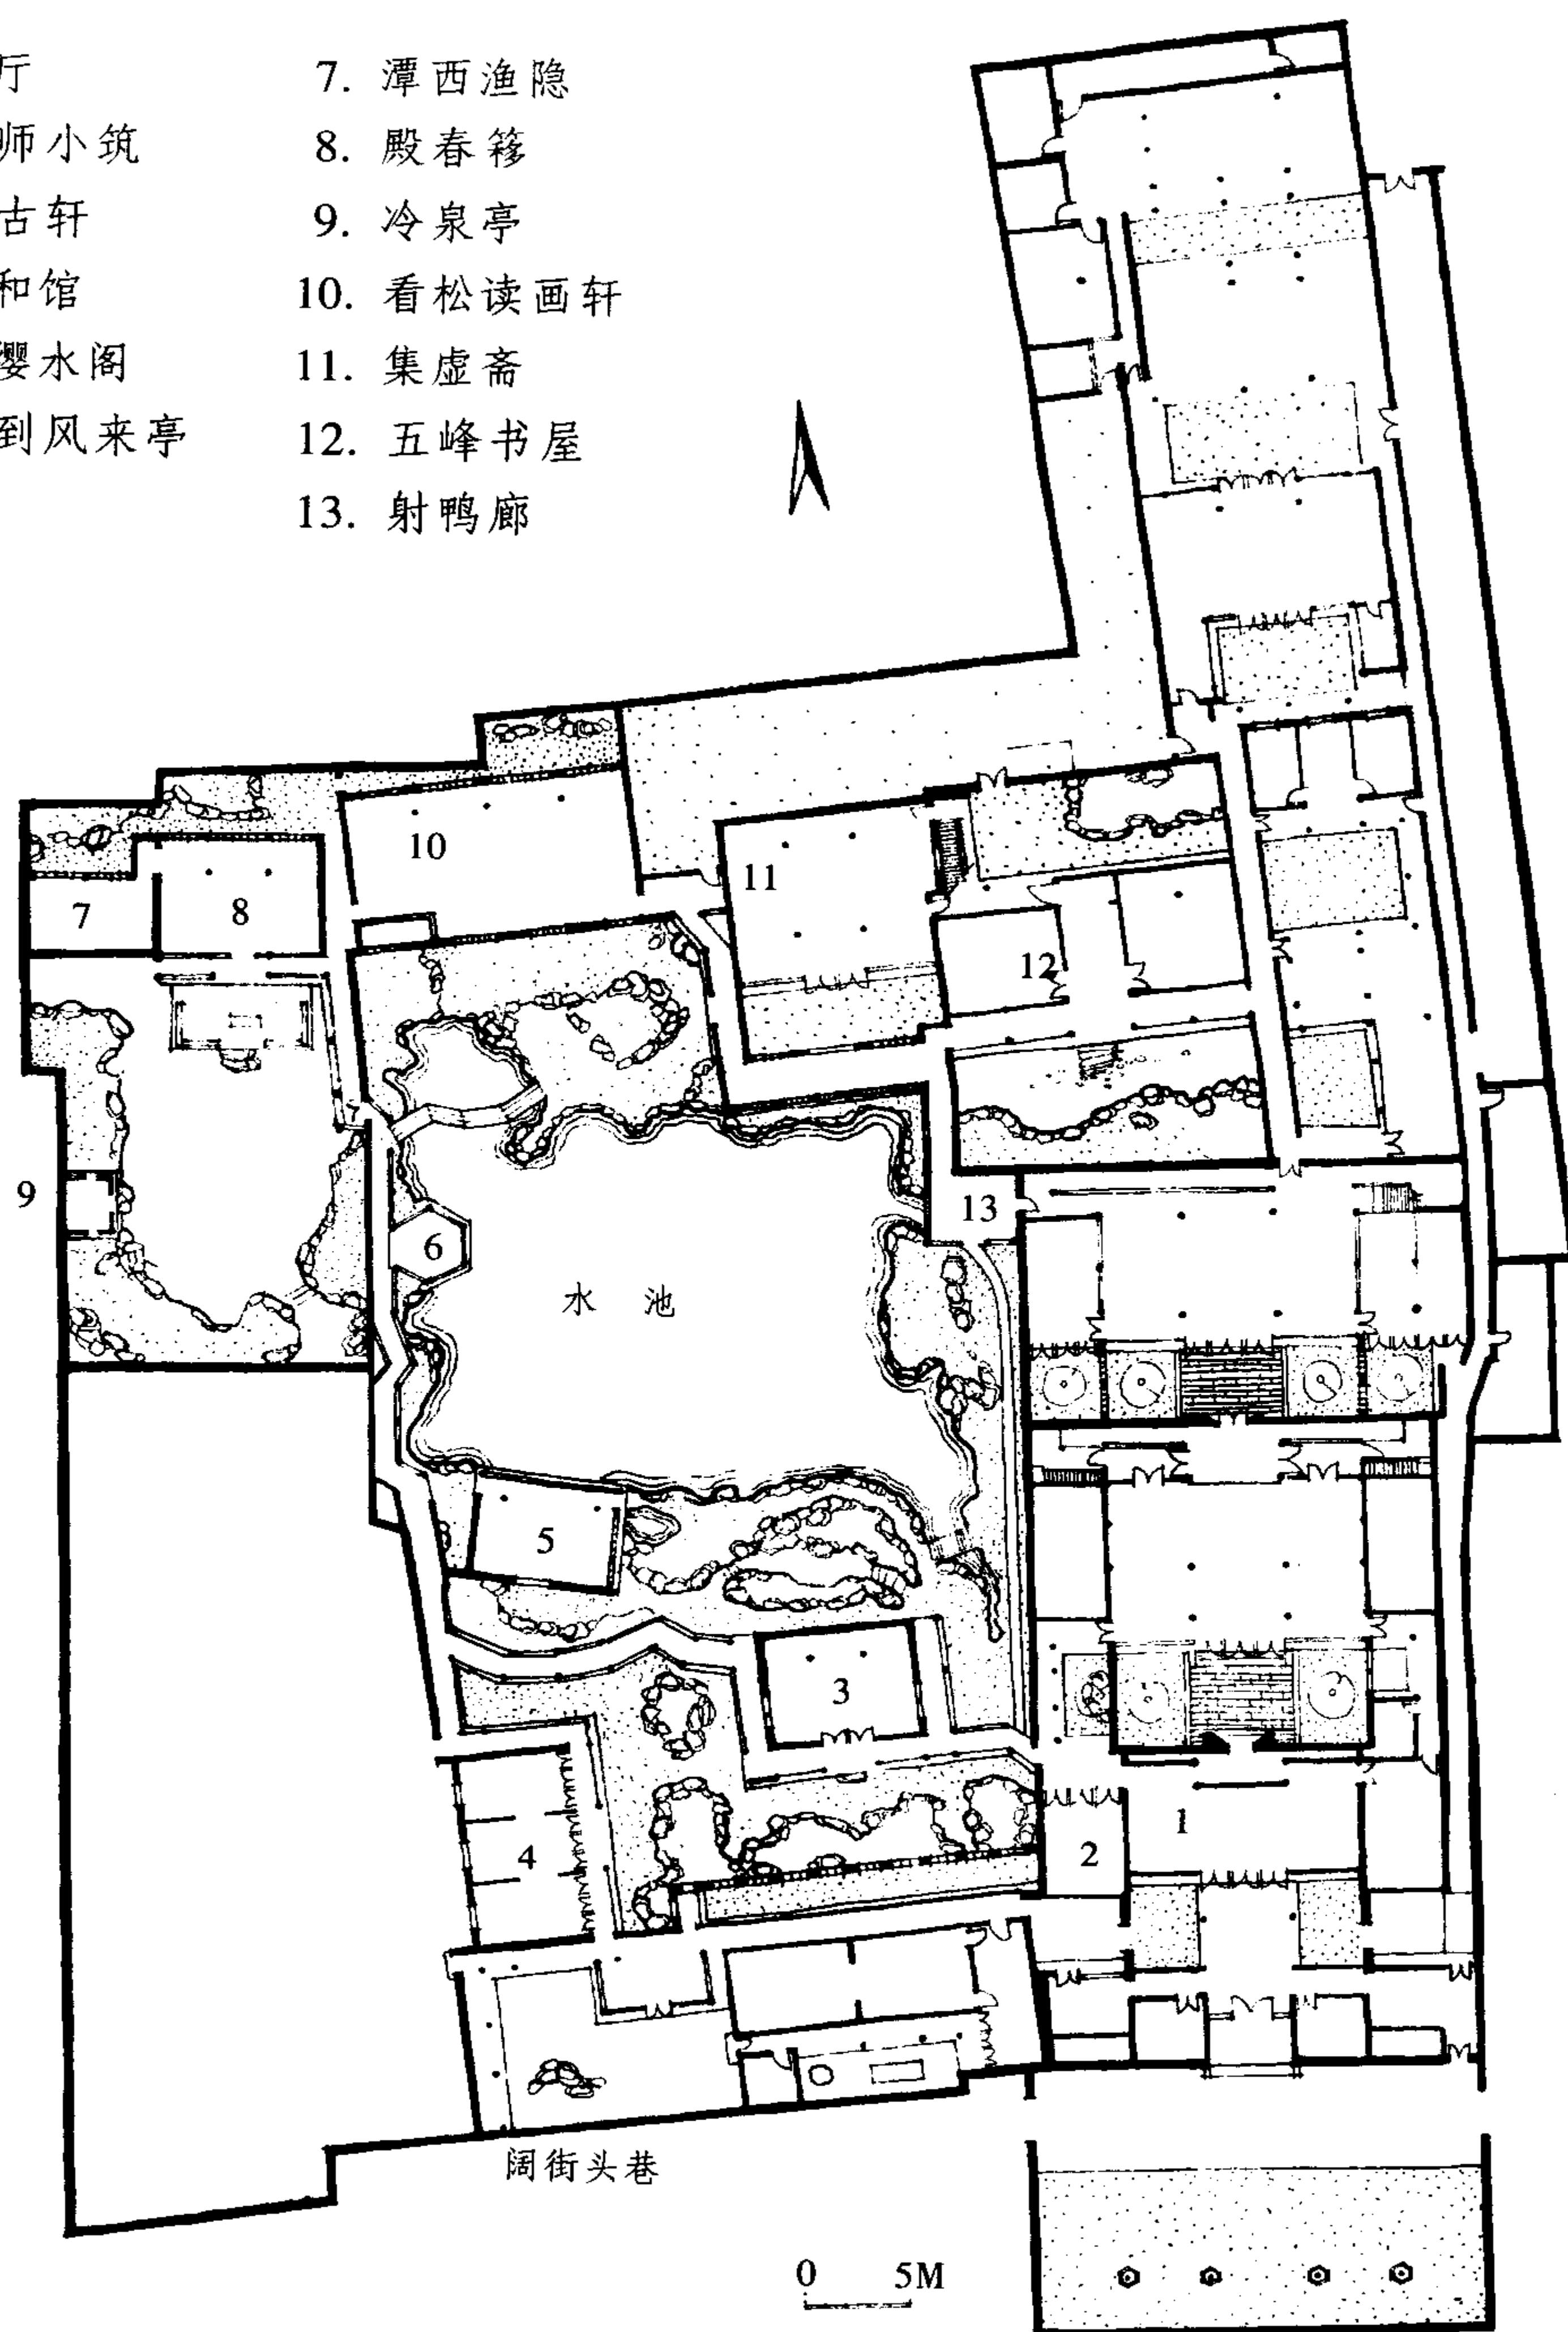 厅
师小筑
古轩
和馆
缨水阁
到风来亭
7. 潭西渔隐
8. 殿春簃
9. 冷泉亭
10. 看松读画轩
11. 集虚斋
12. 五峰书屋
13. 射鸭廊
10
11
7
8
12
9
13
6
水 池
5
3
1
2
4
阔街头巷
0 5M